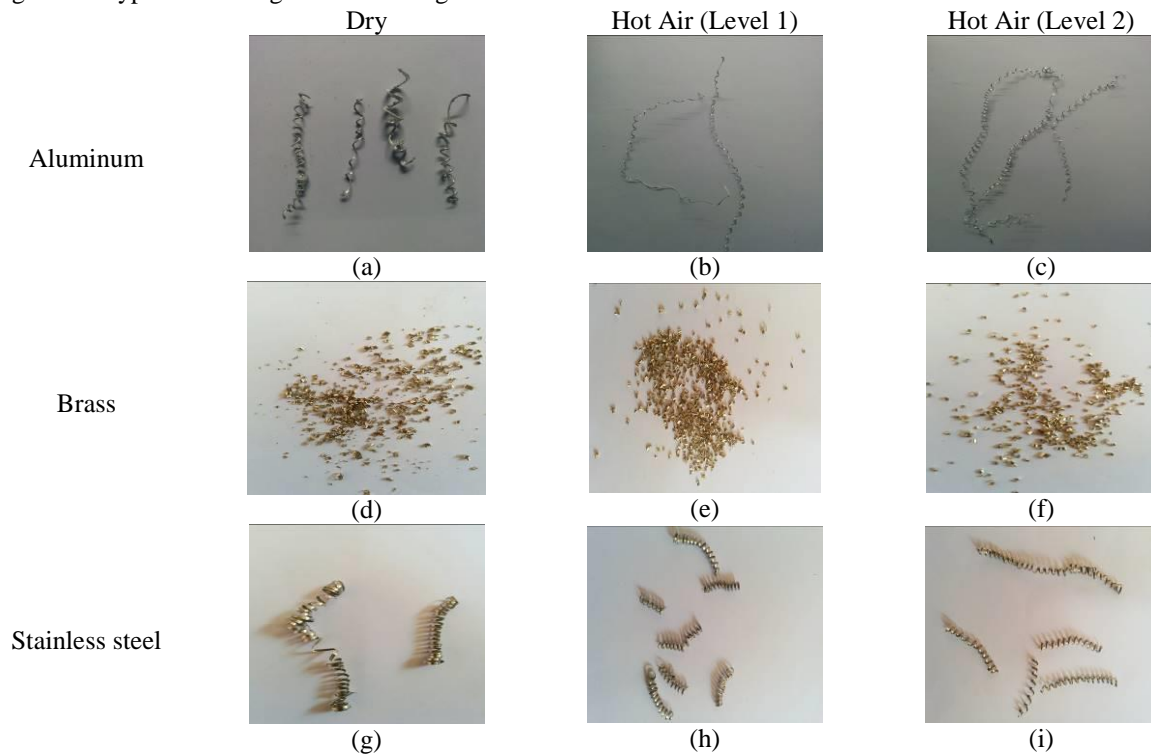 Dry Hot Air (Level 1) Hot Air (Level 2)
Aluminum
(a) (b) (c)
Brass
(d) (e) (f)
Stainless steel
(g) (h) (i)